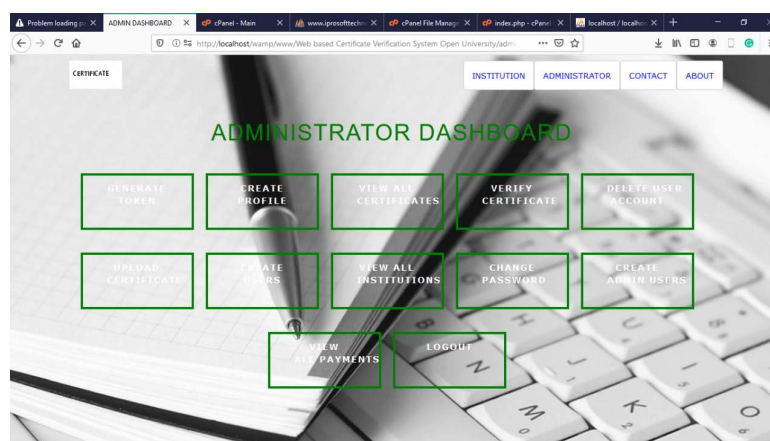 Problem loading pa
ADMIN DASHBOARD
cPanel - Main
www.iprosofttechno
cPanel File Manage
index.php - cPanel
localhost / localhos
http://localhost/wamp/www/Web based Certificate Verification System Open University/adm
CERTIFICATE
INSTITUTION ADMINISTRATOR CONTACT ABOUT
ADMINISTRATOR DASHBOARD
GENERATE
TOKEN
CREATE
PROFILE
VIEW ALL
CERTIFICATES
VERIFY
CERTIFICATE
DELETE USER
ACCOUNT
UPLOAD
CERTIFICATE
CREATE
USERS
VIEW ALL
INSTITUTIONS
CHANGE
PASSWORD
CREATE
ADMIN USERS
VIEW
ALL PAYMENTS
LOGOUT